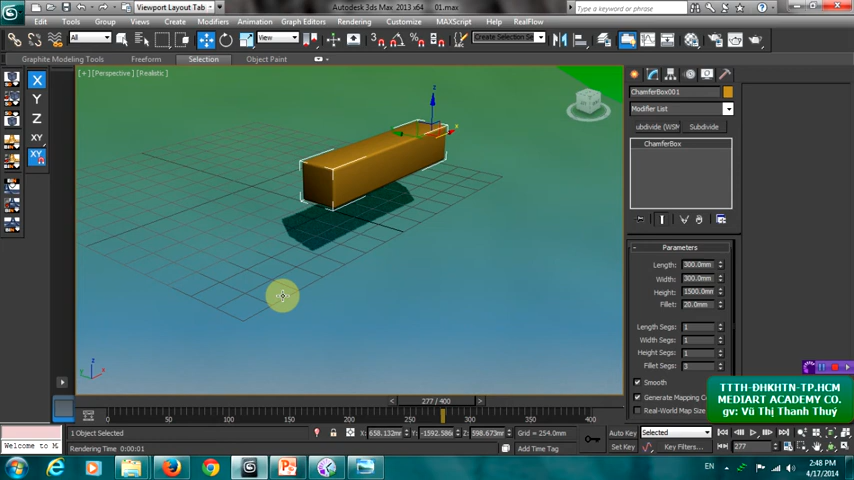 Viewport Layout Tab
Autodesk 3ds Max 2013 x64 01.max
Type a keyword or phrase
Edit Tools Group Views Create Modifiers Animation Graph Editors Rendering Customize MAXScript Help RealFlow
All View Create Selection Se
Graphite Modeling Tools Freeform Selection Object Paint
[+] [Perspective] [Realistic]
X
Y
Z
XY
XY
ChamferBox001
Modifier List
ubdivide (WSM Subdivide
ChamferBox
Parameters
Length: 300.0mm
Width: 300.0mm
Height: 1500.0mm
Fillet: 20.0mm
Length Segs: 1
Width Segs: 1
Height Segs: 1
Fillet Segs: 3
Smooth
Generate Mapping Co
Real-World Map Size
TTTH-ĐHKHTN-TP.HCM
MEDIART ACADEMY CO.
gv: Vũ Thị Thanh Thuý
277 / 400
0 50 100 150 200 250 300 350 400
1 Object Selected X: 658.132mm Y: -1592.586m Z: 598.673mm Grid = 254.0mm Auto Key Selected
Welcome to M Rendering Time 0:00:01 Add Time Tag Set Key Key Filters... 277
EN 2:48 PM
4/17/2014